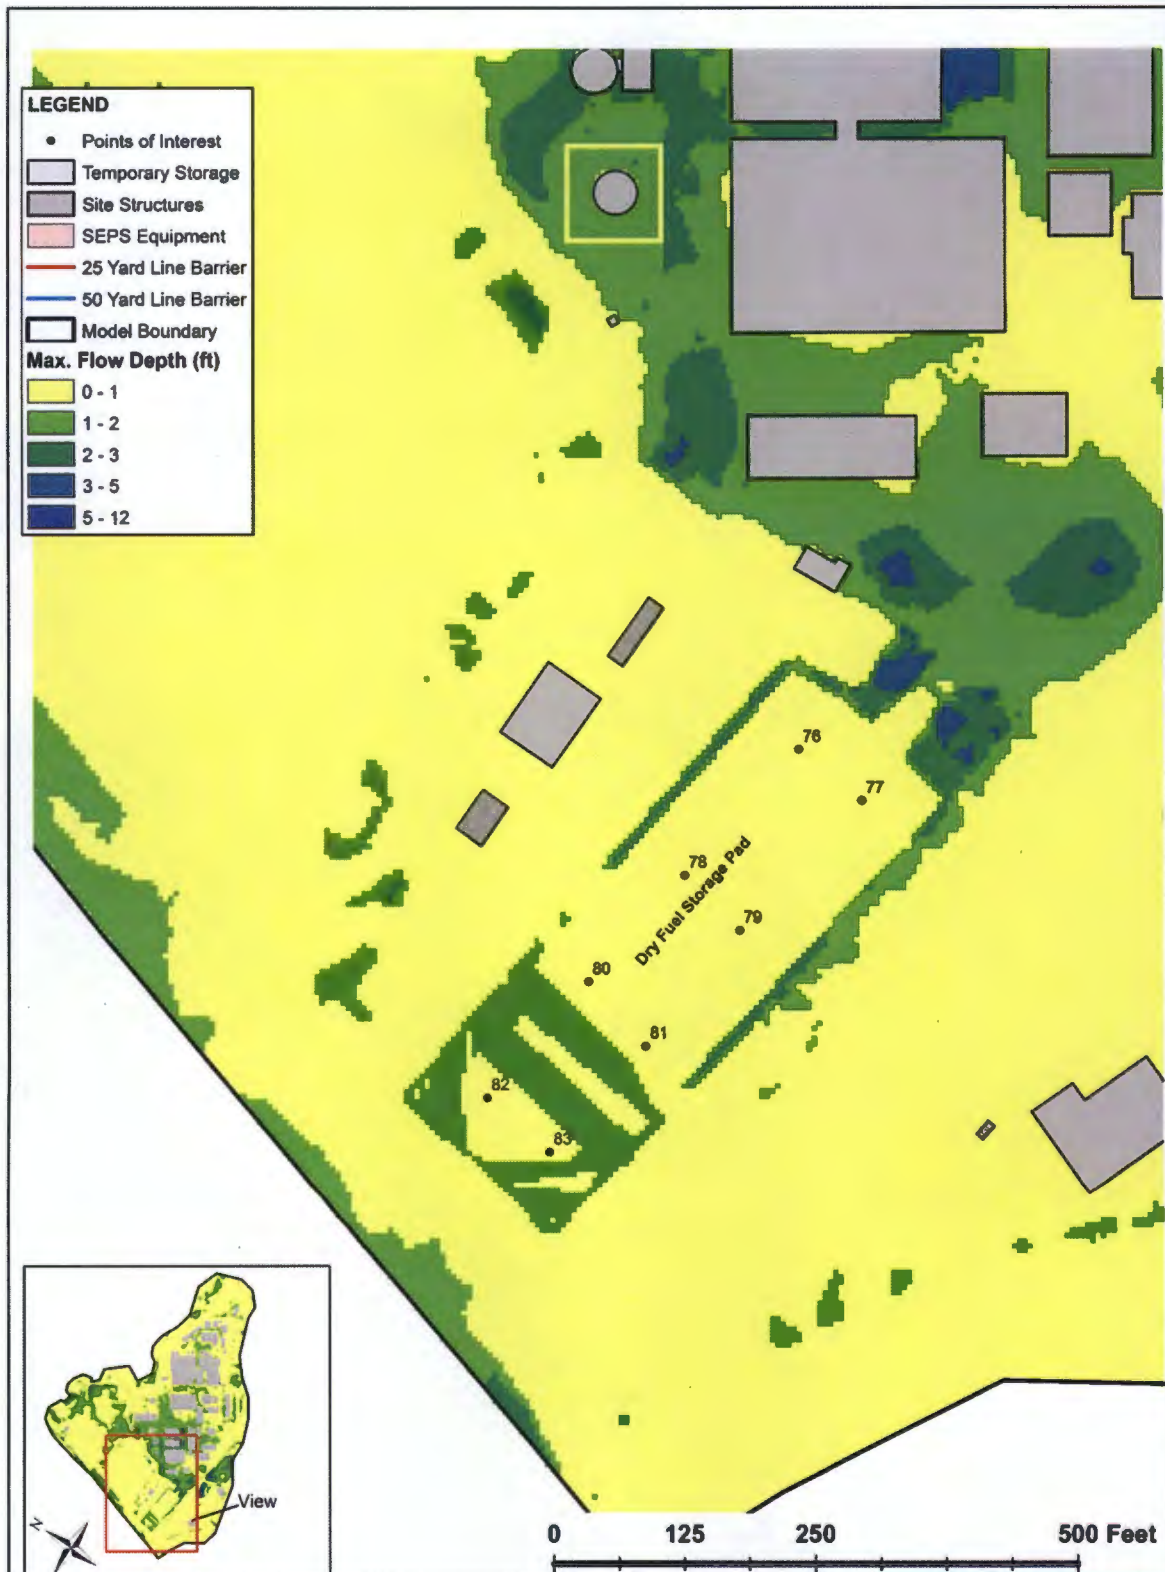 LEGEND
Points of Interest
Temporary Storage
Site Structures
SEPS Equipment
25 Yard Line Barrier
50 Yard Line Barrier
Model Boundary
Max. Flow Depth (ft)
0 - 1
1 - 2
2 - 3
3 - 5
5 - 12
76
77
78
79
Dry Fuel Storage Pad
80
81
82
83
View
N
0 125 250 500 Feet